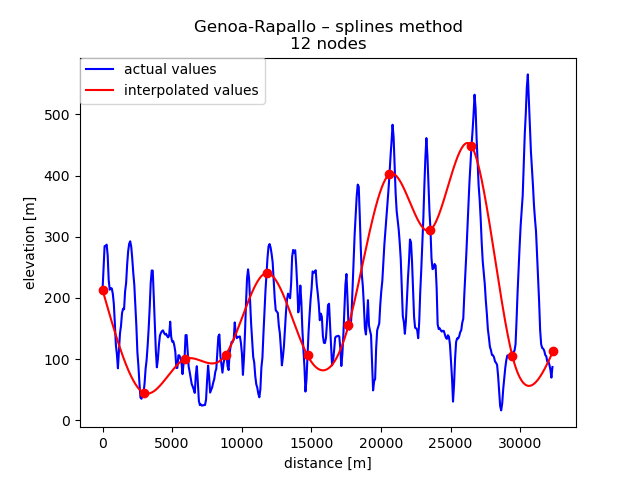 Genoa-Rapallo – splines method
12 nodes
actual values
interpolated values
elevation [m]
500
400
300
200
100
0
0 5000 10000 15000 20000 25000 30000
distance [m]